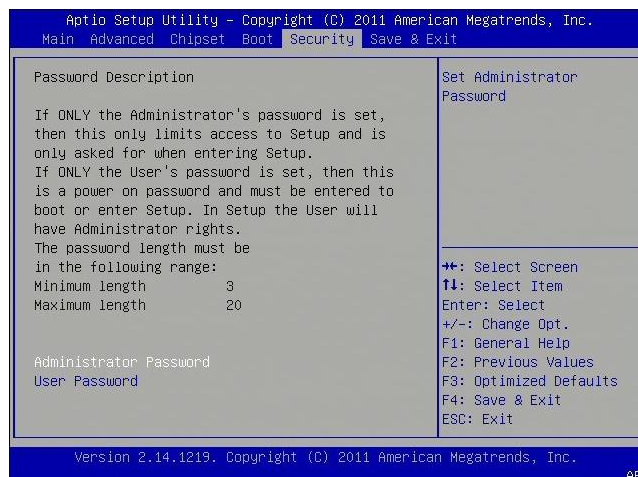 Aptio Setup Utility – Copyright (C) 2011 American Megatrends, Inc.
Main Advanced Chipset Boot Security Save & Exit
Password Description
If ONLY the Administrator's password is set,
then this only limits access to Setup and is
only asked for when entering Setup.
If ONLY the User's password is set, then this
is a power on password and must be entered to
boot or enter Setup. In Setup the User will
have Administrator rights.
The password length must be
in the following range:
Minimum length 3
Maximum length 20
Administrator Password
User Password
Set Administrator
Password
→←: Select Screen
↑↓: Select Item
Enter: Select
+/-: Change Opt.
F1: General Help
F2: Previous Values
F3: Optimized Defaults
F4: Save & Exit
ESC: Exit
Version 2.14.1219. Copyright (C) 2011 American Megatrends, Inc.